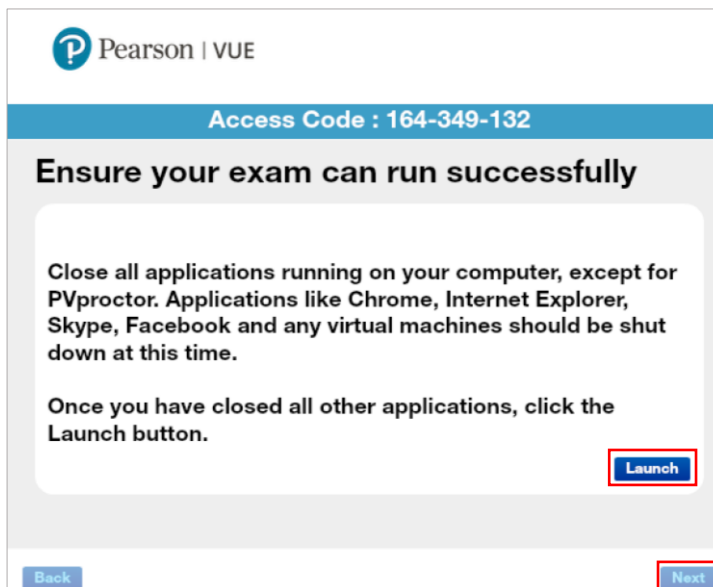 Pearson | VUE
Access Code : 164-349-132
Ensure your exam can run successfully
Close all applications running on your computer, except for
PVproctor. Applications like Chrome, Internet Explorer,
Skype, Facebook and any virtual machines should be shut
down at this time.
Once you have closed all other applications, click the
Launch button.
Launch
Back
Next